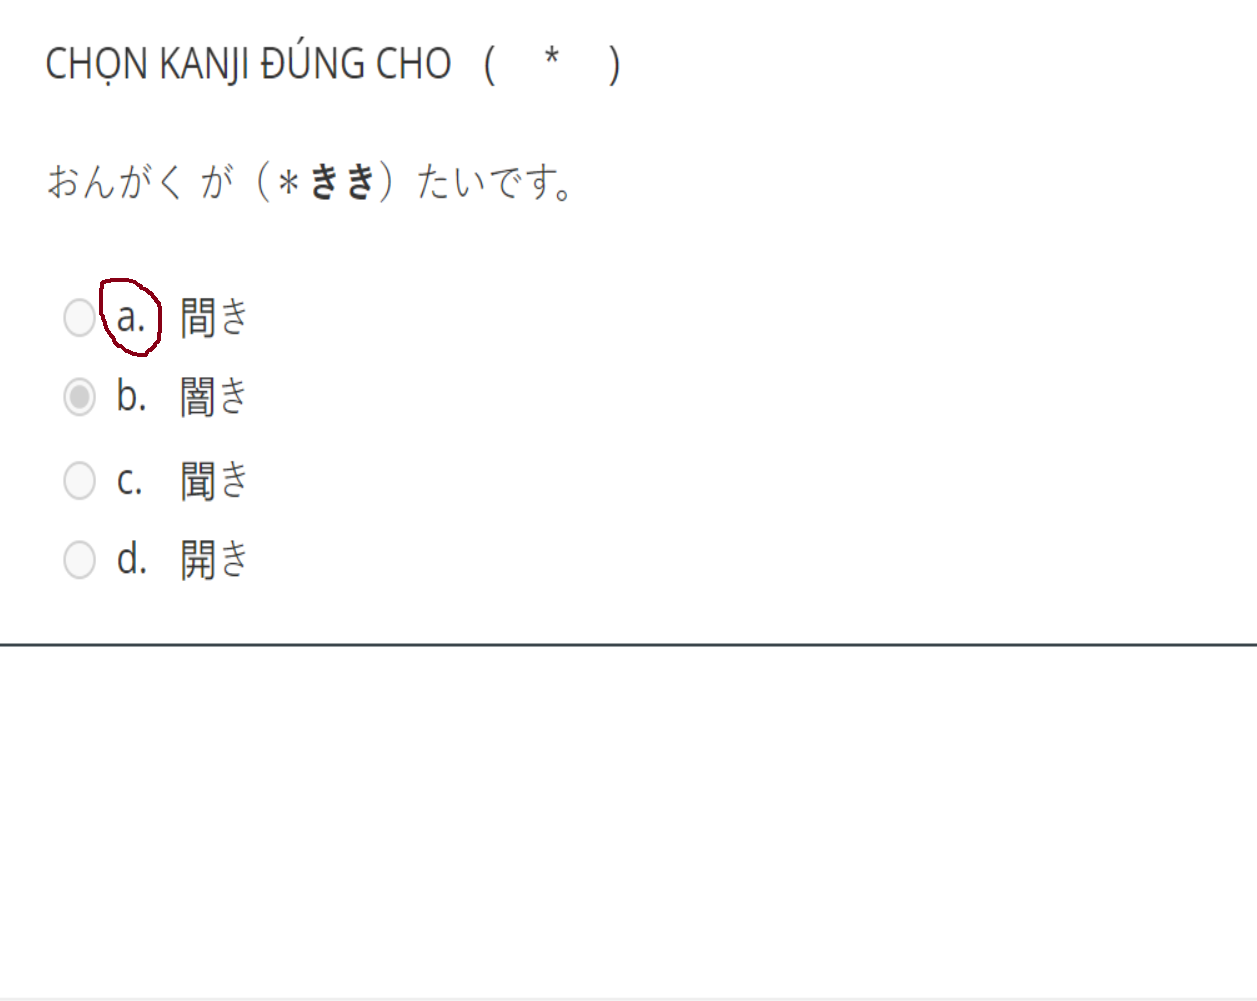 CHỌN KANJI ĐÚNG CHO ( * )
おんがく が（＊きき）たいです。
a. 間き
b. 闇き
c. 聞き
d. 開き